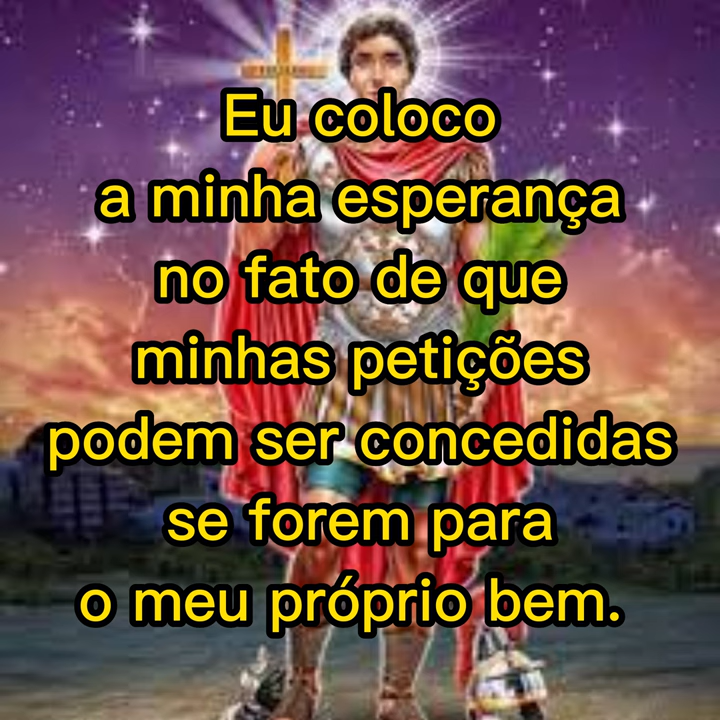 Eu coloco
a minha esperança
no fato de que
minhas petições
podem ser concedidas
se forem para
o meu próprio bem.